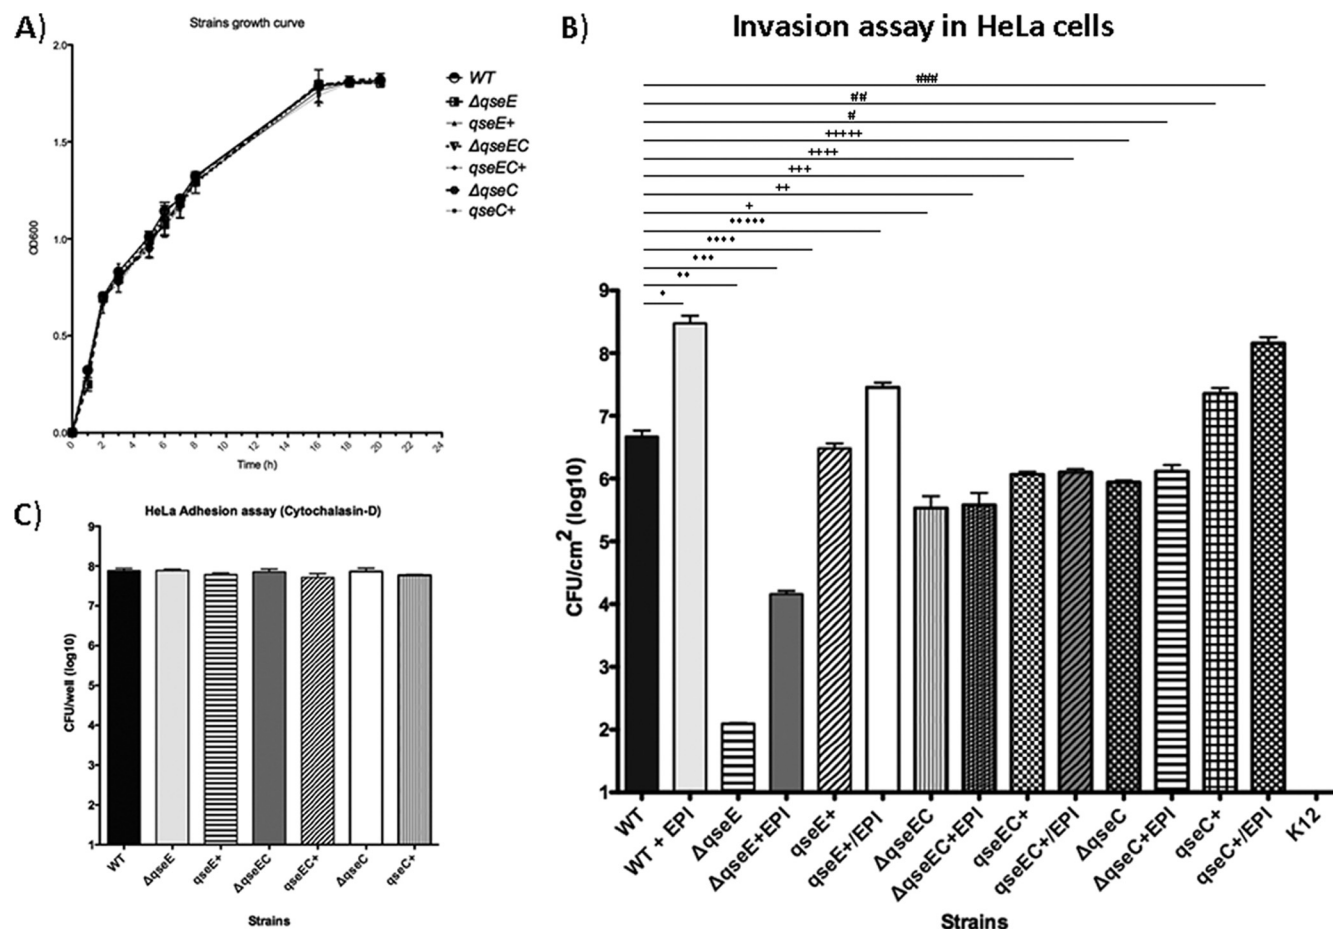 A)
Strains growth curve
2.0
1.5
1.0
0.5
0.0
OD600
0
2
4
6
8
10
12
14
16
18
20
22
24
Time (h)
WT
ΔqseE
qseE+
ΔqseEC
qseEC+
ΔqseC
qseC+
B)
Invasion assay in HeLa cells
###
##
#
+++++
++++
+++
++
+
♦♦♦♦♦
♦♦♦♦
♦♦♦
♦♦
♦
9
8
7
6
5
4
3
2
1
CFU/cm² (log10)
WT
WT + EPI
ΔqseE
ΔqseE+EPI
qseE+
qseE+/EPI
ΔqseEC
ΔqseEC+EPI
qseEC+
qseEC+/EPI
ΔqseC
ΔqseC+EPI
qseC+
qseC+/EPI
K12
Strains
C)
HeLa Adhesion assay (Cytochalasin-D)
9
8
7
6
5
4
3
2
1
CFU/well (log10)
WT
ΔqseE
qseE+
ΔqseEC
qseEC+
ΔqseC
qseC+
Strains